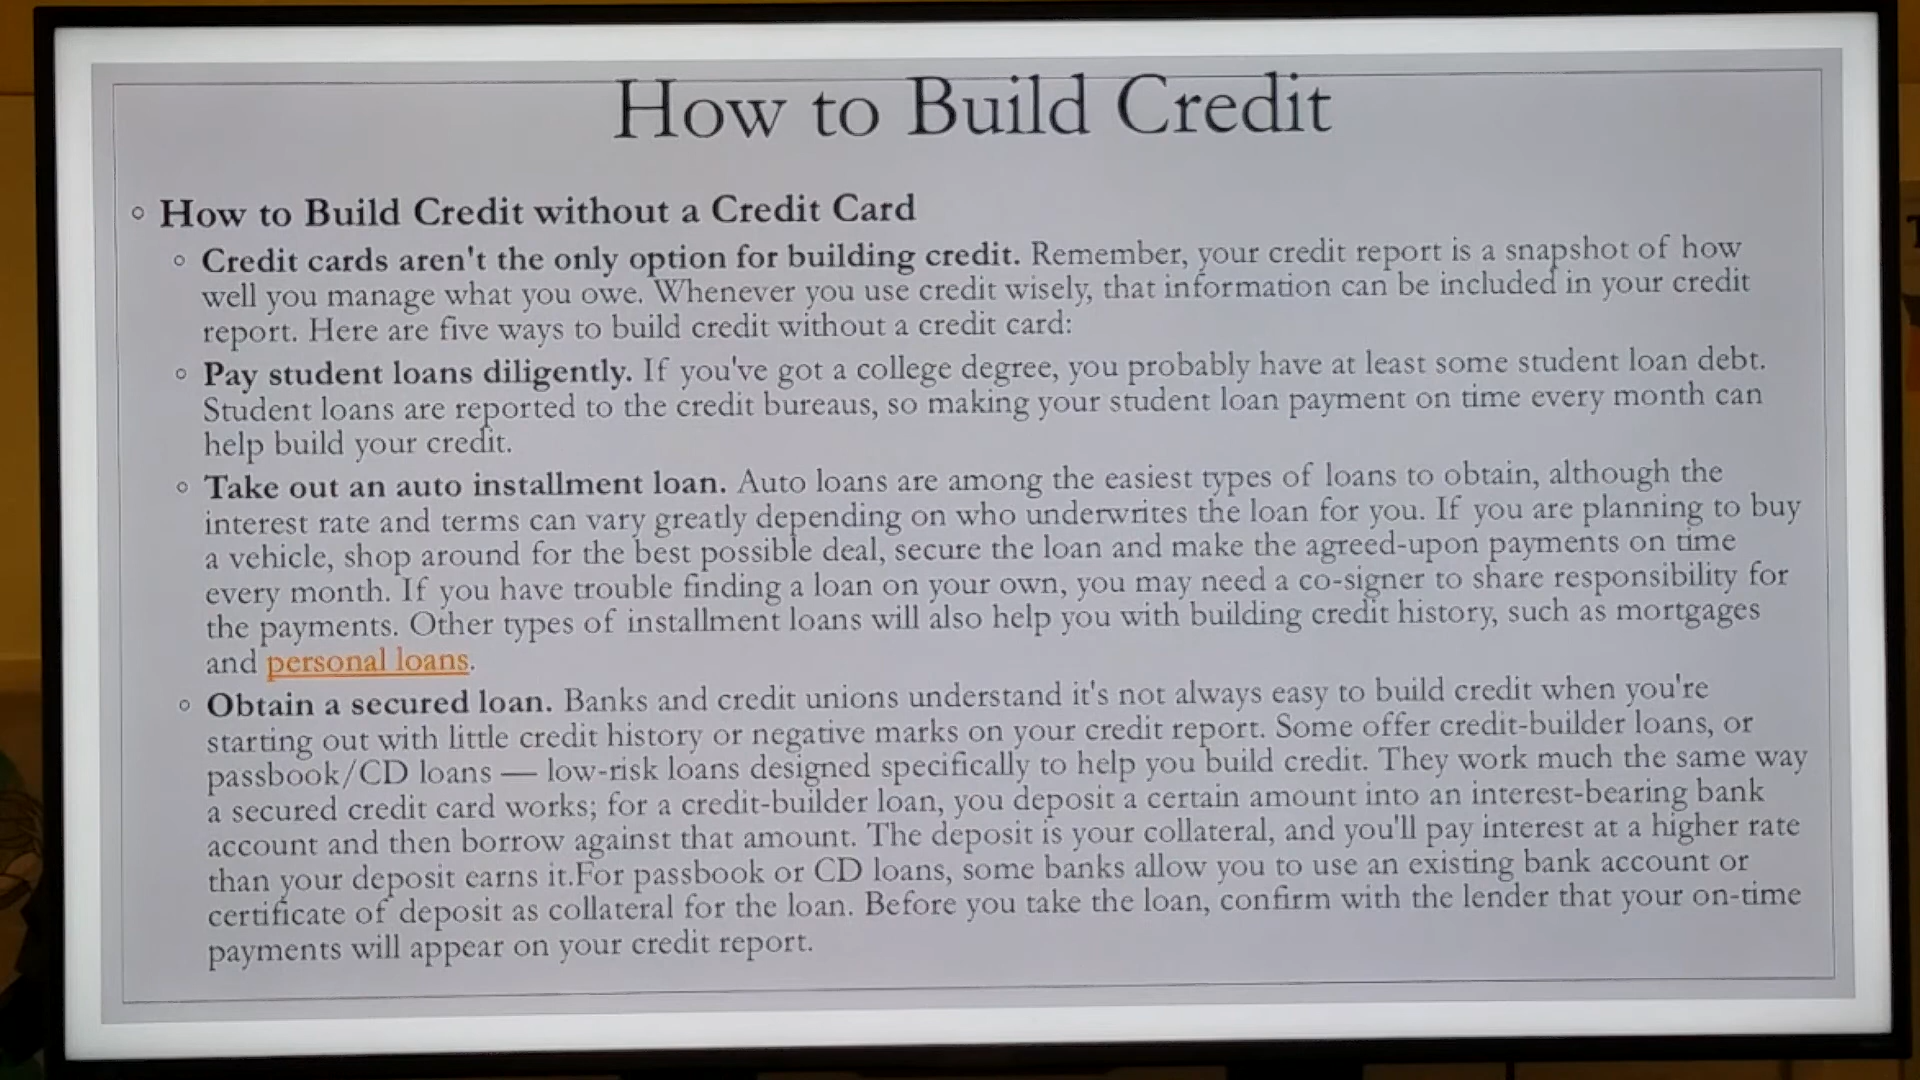 How to Build Credit
How to Build Credit without a Credit Card
Credit cards aren't the only option for building credit. Remember, your credit report is a snapshot of how
well you manage what you owe. Whenever you use credit wisely, that information can be included in your credit
report. Here are five ways to build credit without a credit card:
Pay student loans diligently. If you've got a college degree, you probably have at least some student loan debt.
Student loans are reported to the credit bureaus, so making your student loan payment on time every month can
help build your credit.
Take out an auto installment loan. Auto loans are among the easiest types of loans to obtain, although the
interest rate and terms can vary greatly depending on who underwrites the loan for you. If you are planning to buy
a vehicle, shop around for the best possible deal, secure the loan and make the agreed-upon payments on time
every month. If you have trouble finding a loan on your own, you may need a co-signer to share responsibility for
the payments. Other types of installment loans will also help you with building credit history, such as mortgages
and personal loans.
Obtain a secured loan. Banks and credit unions understand it's not always easy to build credit when you're
starting out with little credit history or negative marks on your credit report. Some offer credit-builder loans, or
passbook/CD loans — low-risk loans designed specifically to help you build credit. They work much the same way
a secured credit card works; for a credit-builder loan, you deposit a certain amount into an interest-bearing bank
account and then borrow against that amount. The deposit is your collateral, and you'll pay interest at a higher rate
than your deposit earns it.For passbook or CD loans, some banks allow you to use an existing bank account or
certificate of deposit as collateral for the loan. Before you take the loan, confirm with the lender that your on-time
payments will appear on your credit report.